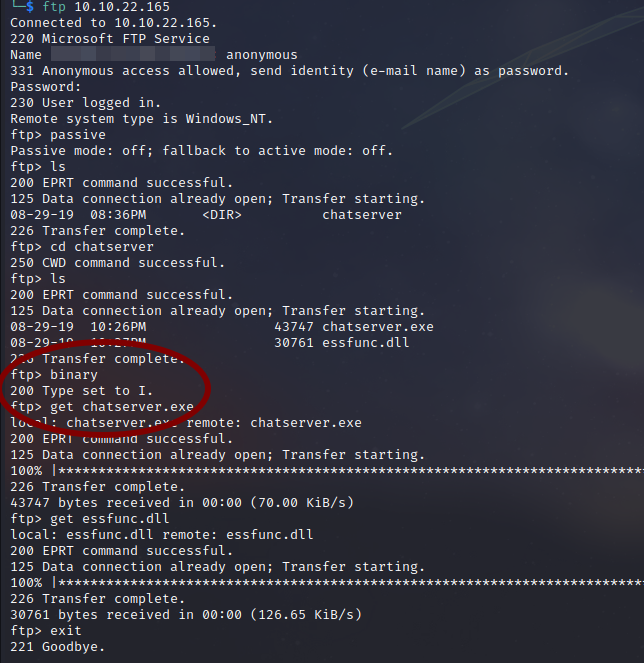 └─$ ftp 10.10.22.165
Connected to 10.10.22.165.
220 Microsoft FTP Service
Name anonymous
331 Anonymous access allowed, send identity (e-mail name) as password.
Password:
230 User logged in.
Remote system type is Windows_NT.
ftp> passive
Passive mode: off; fallback to active mode: off.
ftp> ls
200 EPRT command successful.
125 Data connection already open; Transfer starting.
08-29-19  08:36PM       <DIR>          chatserver
226 Transfer complete.
ftp> cd chatserver
250 CWD command successful.
ftp> ls
200 EPRT command successful.
125 Data connection already open; Transfer starting.
08-29-19  10:26PM                43747 chatserver.exe
08-29-19  10:27PM                30761 essfunc.dll
226 Transfer complete.
ftp> binary
200 Type set to I.
ftp> get chatserver.exe
local: chatserver.exe remote: chatserver.exe
200 EPRT command successful.
125 Data connection already open; Transfer starting.
100% |*************************************************************************
226 Transfer complete.
43747 bytes received in 00:00 (70.00 KiB/s)
ftp> get essfunc.dll
local: essfunc.dll remote: essfunc.dll
200 EPRT command successful.
125 Data connection already open; Transfer starting.
100% |*************************************************************************
226 Transfer complete.
30761 bytes received in 00:00 (126.65 KiB/s)
ftp> exit
221 Goodbye.